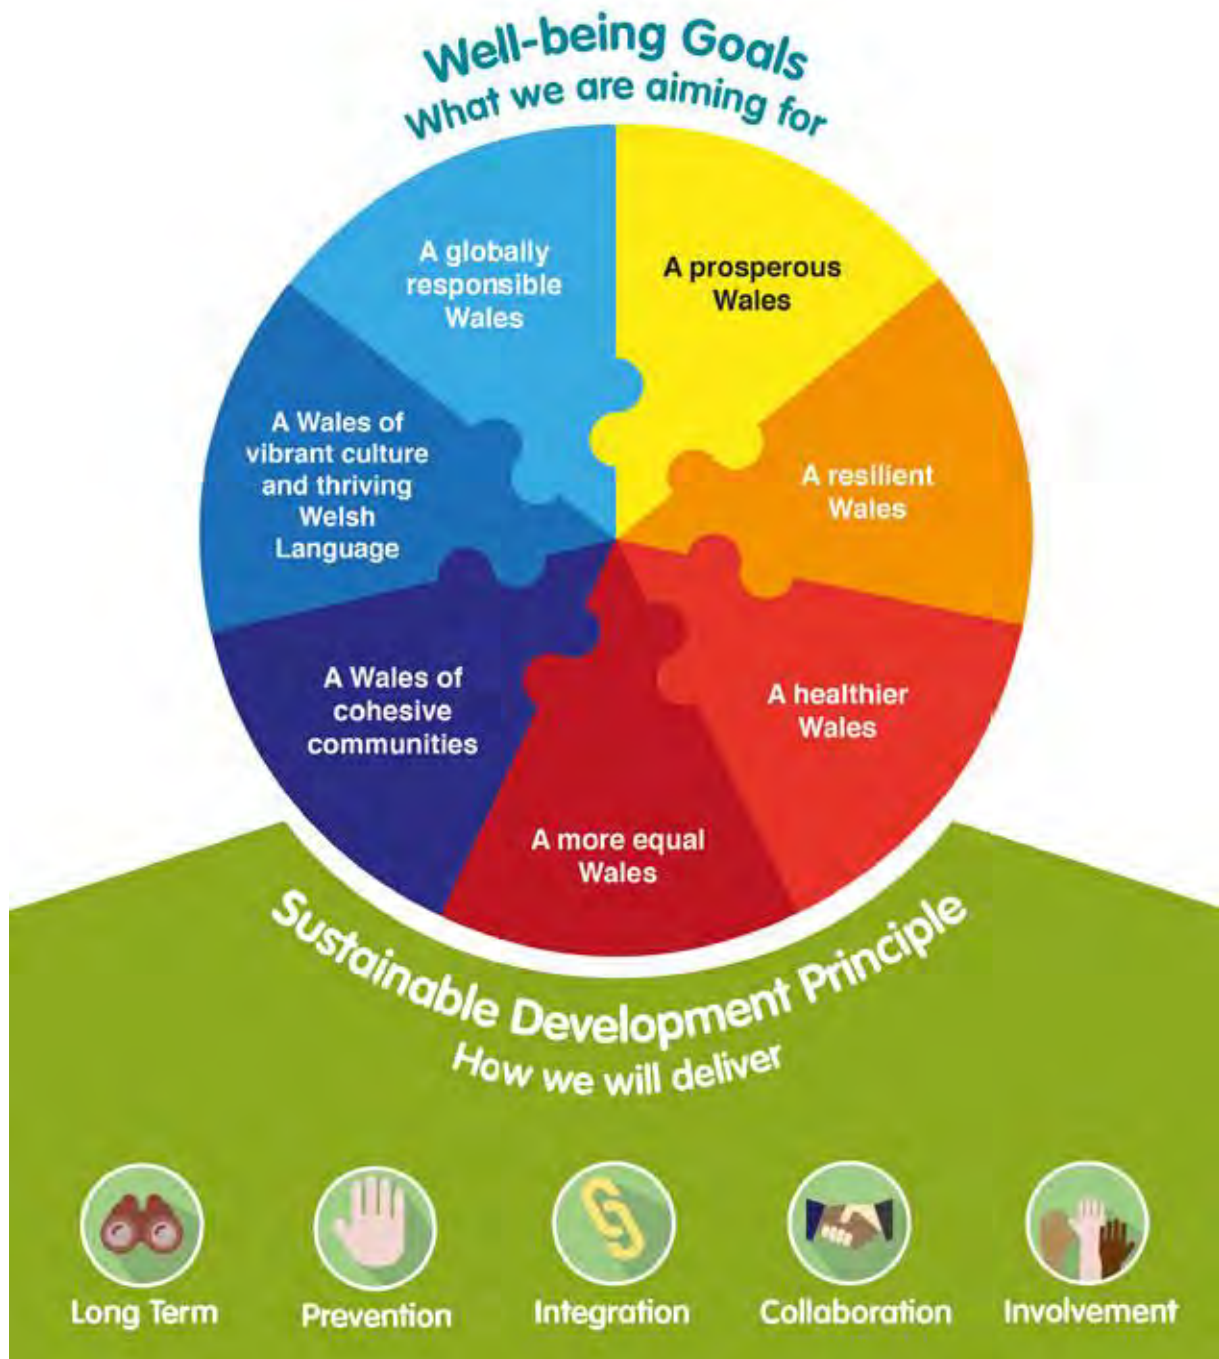 Well-being Goals
What we are aiming for
A globally
responsible
Wales
A prosperous
Wales
A Wales of
vibrant culture
and thriving
Welsh
Language
A resilient
Wales
A Wales of
cohesive
communities
A healthier
Wales
A more equal
Wales
Sustainable Development Principle
How we will deliver
Long Term
Prevention
Integration
Collaboration
Involvement